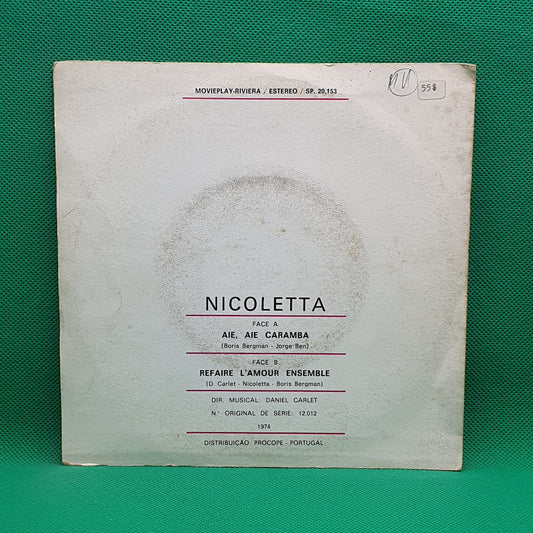 MOVIEPLAY-RIVIERA / ESTEREO / SP. 20,153
553
NICOLETTA
FACE A
AIE, AIE CARAMBA
(Boris Bergman - Jorge Ben)
FACE B
REFAIRE L'AMOUR ENSEMBLE
(D. Carlet - Nicoletta - Boris Bergman)
DIR. MUSICAL: DANIEL CARLET
N.º ORIGINAL DE SÉRIE: 12.012
1974
DISTRIBUIÇÃO PROCOPE - PORTUGAL